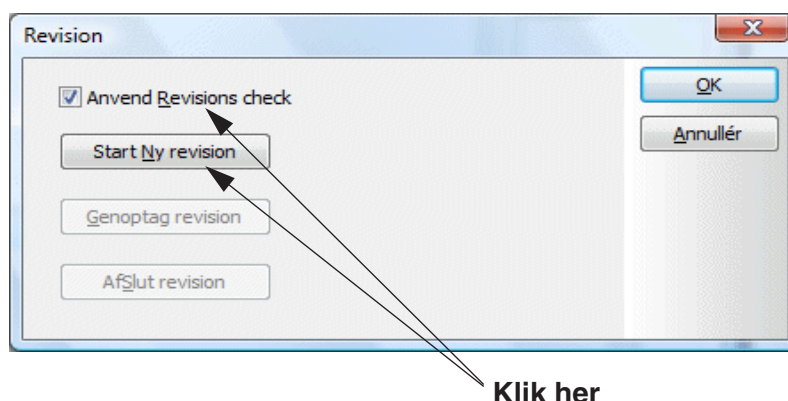 Revision
Anvend Revisions check
OK
Start Ny revision
Annullér
Genoptag revision
AfSlut revision
Klik her